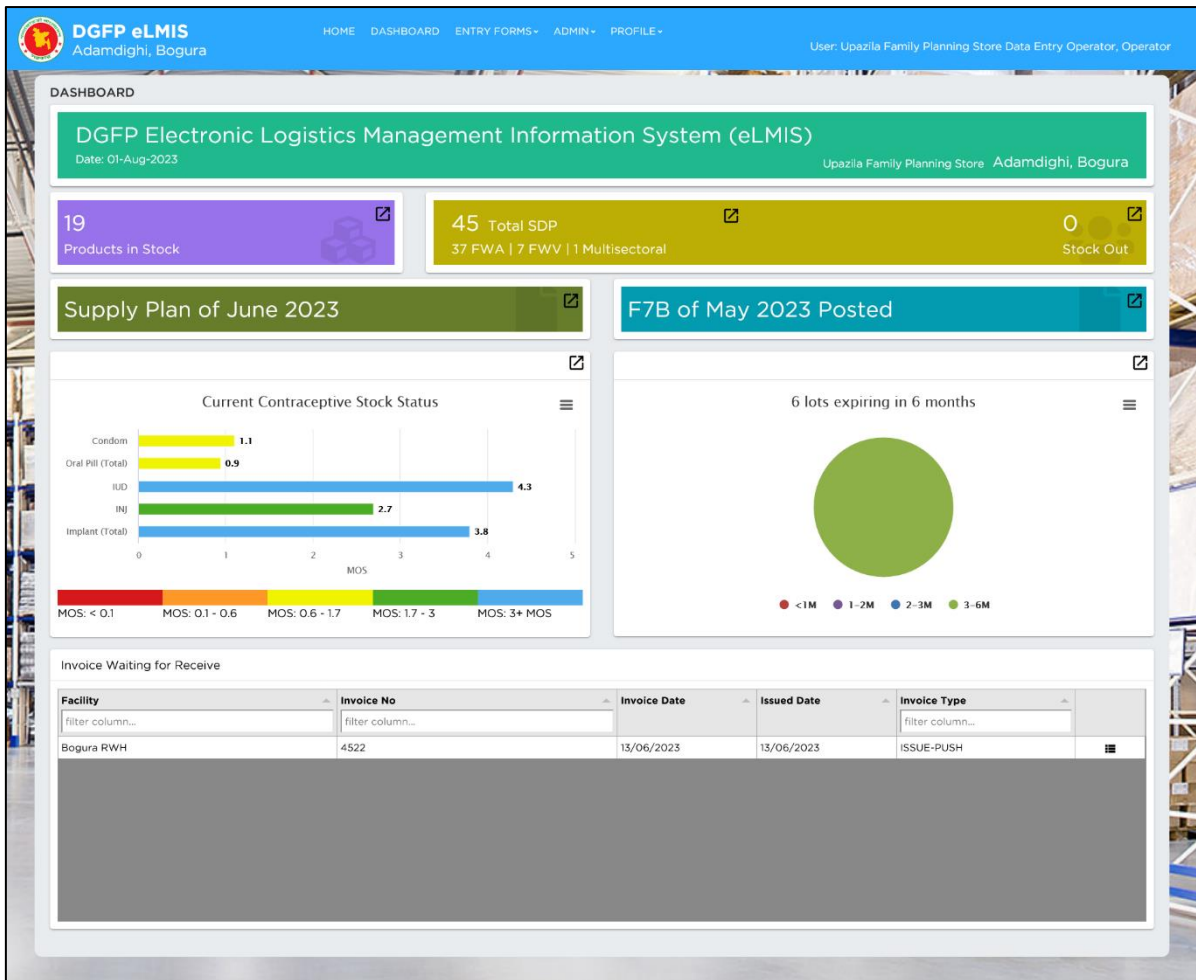 DGFP eLMIS
Adamdighi, Bogura
HOME DASHBOARD ENTRY FORMS ADMIN PROFILE
User: Upazila Family Planning Store Data Entry Operator, Operator
DASHBOARD
DGFP Electronic Logistics Management Information System (eLMIS)
Date: 01-Aug-2023
Upazila Family Planning Store Adamdighi, Bogura
19
Products in Stock
45 Total SDP
37 FWA | 7 FWV | 1 Multisectoral
0
Stock Out
Supply Plan of June 2023
F7B of May 2023 Posted
Current Contraceptive Stock Status
Condom 1.1
Oral Pill (Total) 0.9
IUD 4.3
INJ 2.7
Implant (Total) 3.8
0 1 2 3 4 5
MOS
MOS: < 0.1 MOS: 0.1 - 0.6 MOS: 0.6 - 1.7 MOS: 1.7 - 3 MOS: 3+ MOS
6 lots expiring in 6 months
<1M 1-2M 2-3M 3-6M
Invoice Waiting for Receive
Facility Invoice No Invoice Date Issued Date Invoice Type
filter column... filter column... filter column...
Bogura RWH 4522 13/06/2023 13/06/2023 ISSUE-PUSH